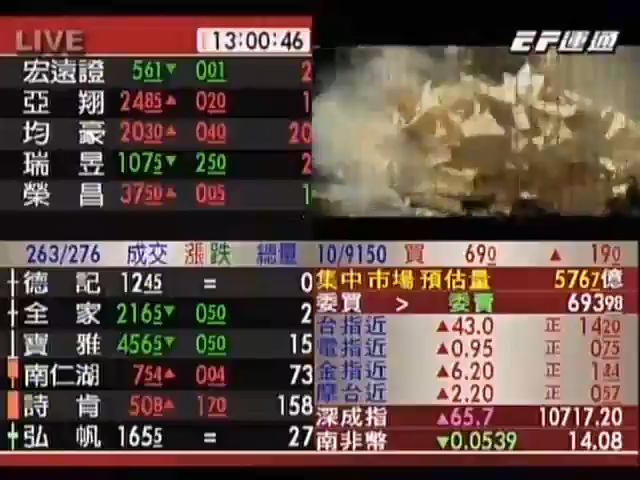 LIVE 13:00:46
EF建通
宏遠證 561▼ 001 2
亞翔 2485▲ 020 1
均豪 2030▲ 040 20
瑞昱 1075▼ 250 2
榮昌 3750▲ 005 1
263/276 成交 漲跌 總量
德記 1245 = 0
全家 2165▼ 050 2
寶雅 4565▼ 050 15
南仁湖 754▲ 004 73
詩肯 508▲ 170 158
弘帆 1655 = 27
10/9150 買 690 ▲ 190
集中市場預估量 5767億
委買 > 委賣 69398
台指近 ▲43.0 正 1420
電指近 ▲0.95 正 075
金指近 ▲6.20 正 144
摩台近 ▲2.20 正 057
深成指 ▲65.7 10717.20
南非幣 ▼0.0539 14.08